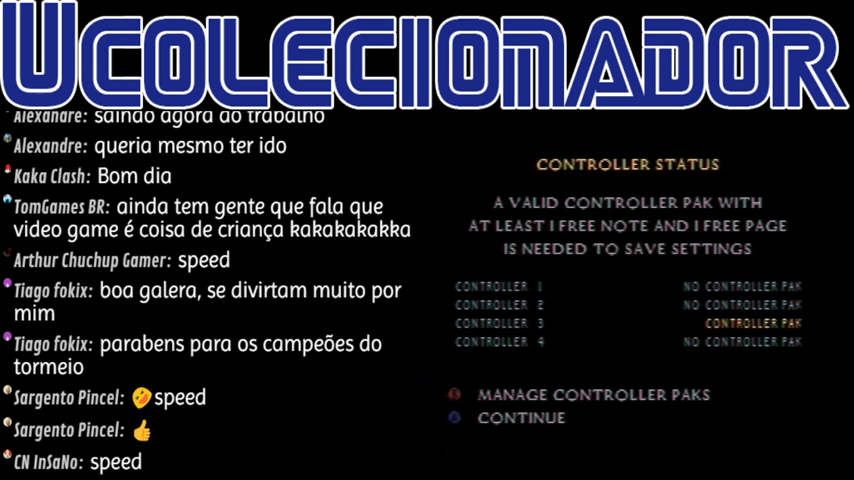 UCOLECIONADOR
Alexandre: saindo agora do trabalho
Alexandre: queria mesmo ter ido
Kaka Clash: Bom dia
TomGames BR: ainda tem gente que fala que
video game é coisa de criança kakakakakka
Arthur Chuchup Gamer: speed
Tiago fokix: boa galera, se divirtam muito por
mim
Tiago fokix: parabens para os campeões do
tormeio
Sargento Pincel: 🤣speed
Sargento Pincel: 👍
CN InSaNo: speed
CONTROLLER STATUS
A VALID CONTROLLER PAK WITH
AT LEAST 1 FREE NOTE AND 1 FREE PAGE
IS NEEDED TO SAVE SETTINGS
CONTROLLER 1 NO CONTROLLER PAK
CONTROLLER 2 NO CONTROLLER PAK
CONTROLLER 3 CONTROLLER PAK
CONTROLLER 4 NO CONTROLLER PAK
MANAGE CONTROLLER PAKS
CONTINUE